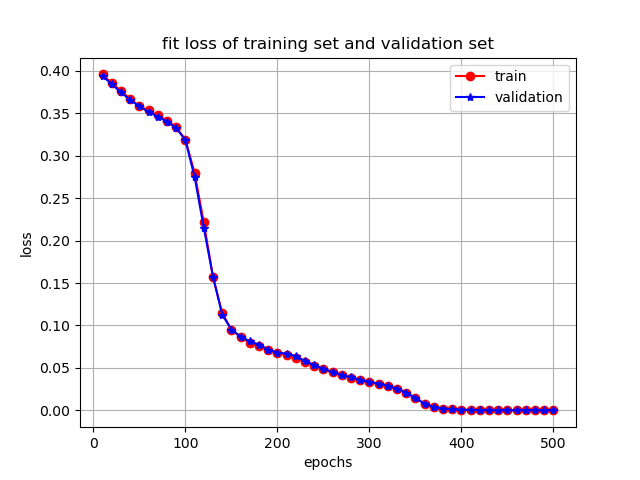 fit loss of training set and validation set
train
validation
0.40
0.35
0.30
0.25
0.20
0.15
0.10
0.05
0.00
loss
0 100 200 300 400 500
epochs